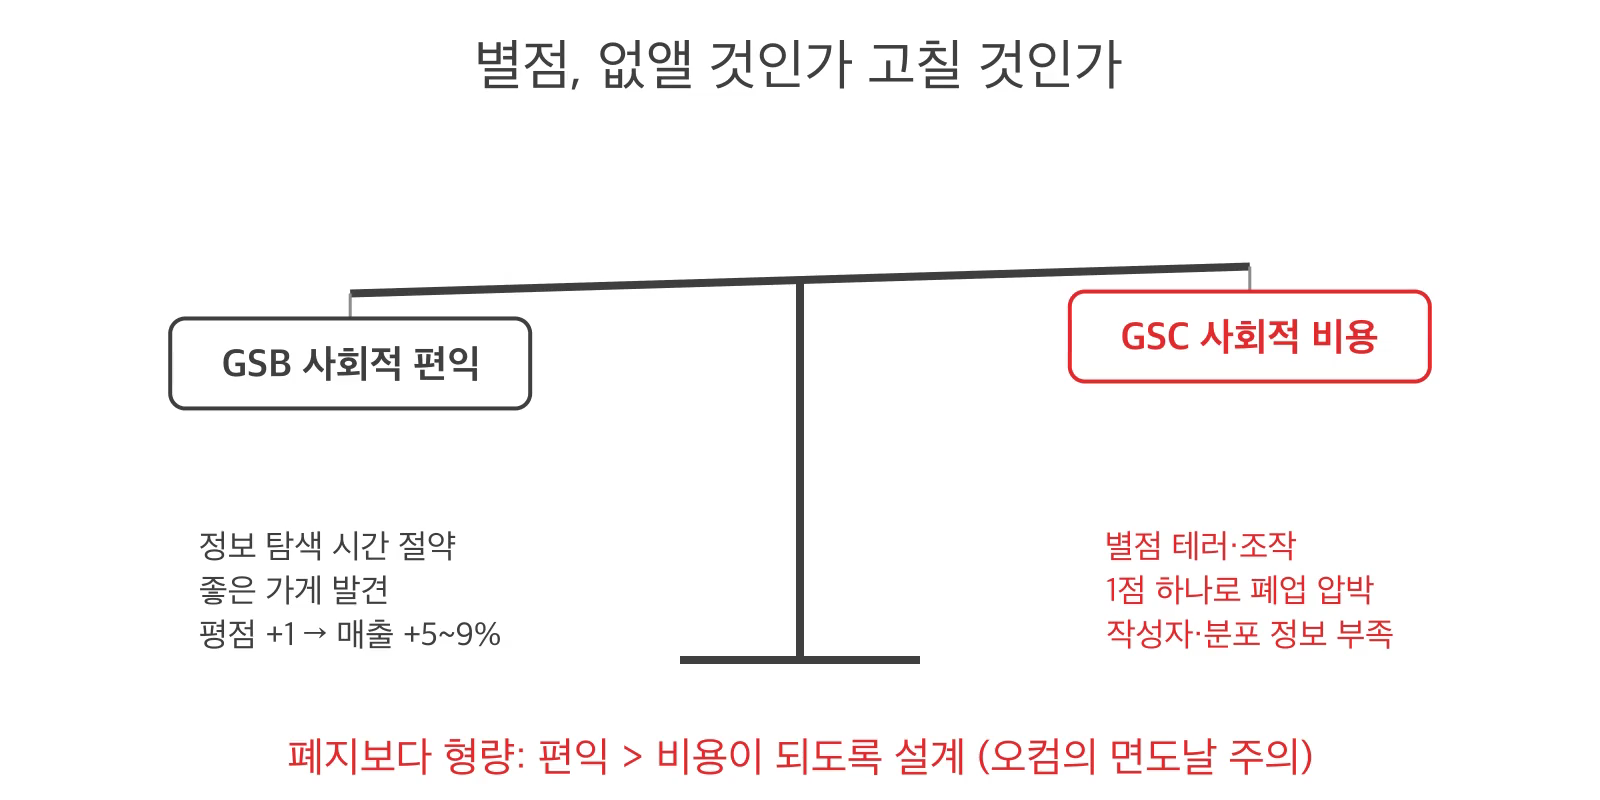 별점, 없앨 것인가 고칠 것인가
GSB 사회적 편익
GSC 사회적 비용
정보 탐색 시간 절약
좋은 가게 발견
평점 +1 → 매출 +5~9%
별점 테러·조작
1점 하나로 폐업 압박
작성자·분포 정보 부족
폐지보다 형량: 편익 > 비용이 되도록 설계 (오컴의 면도날 주의)